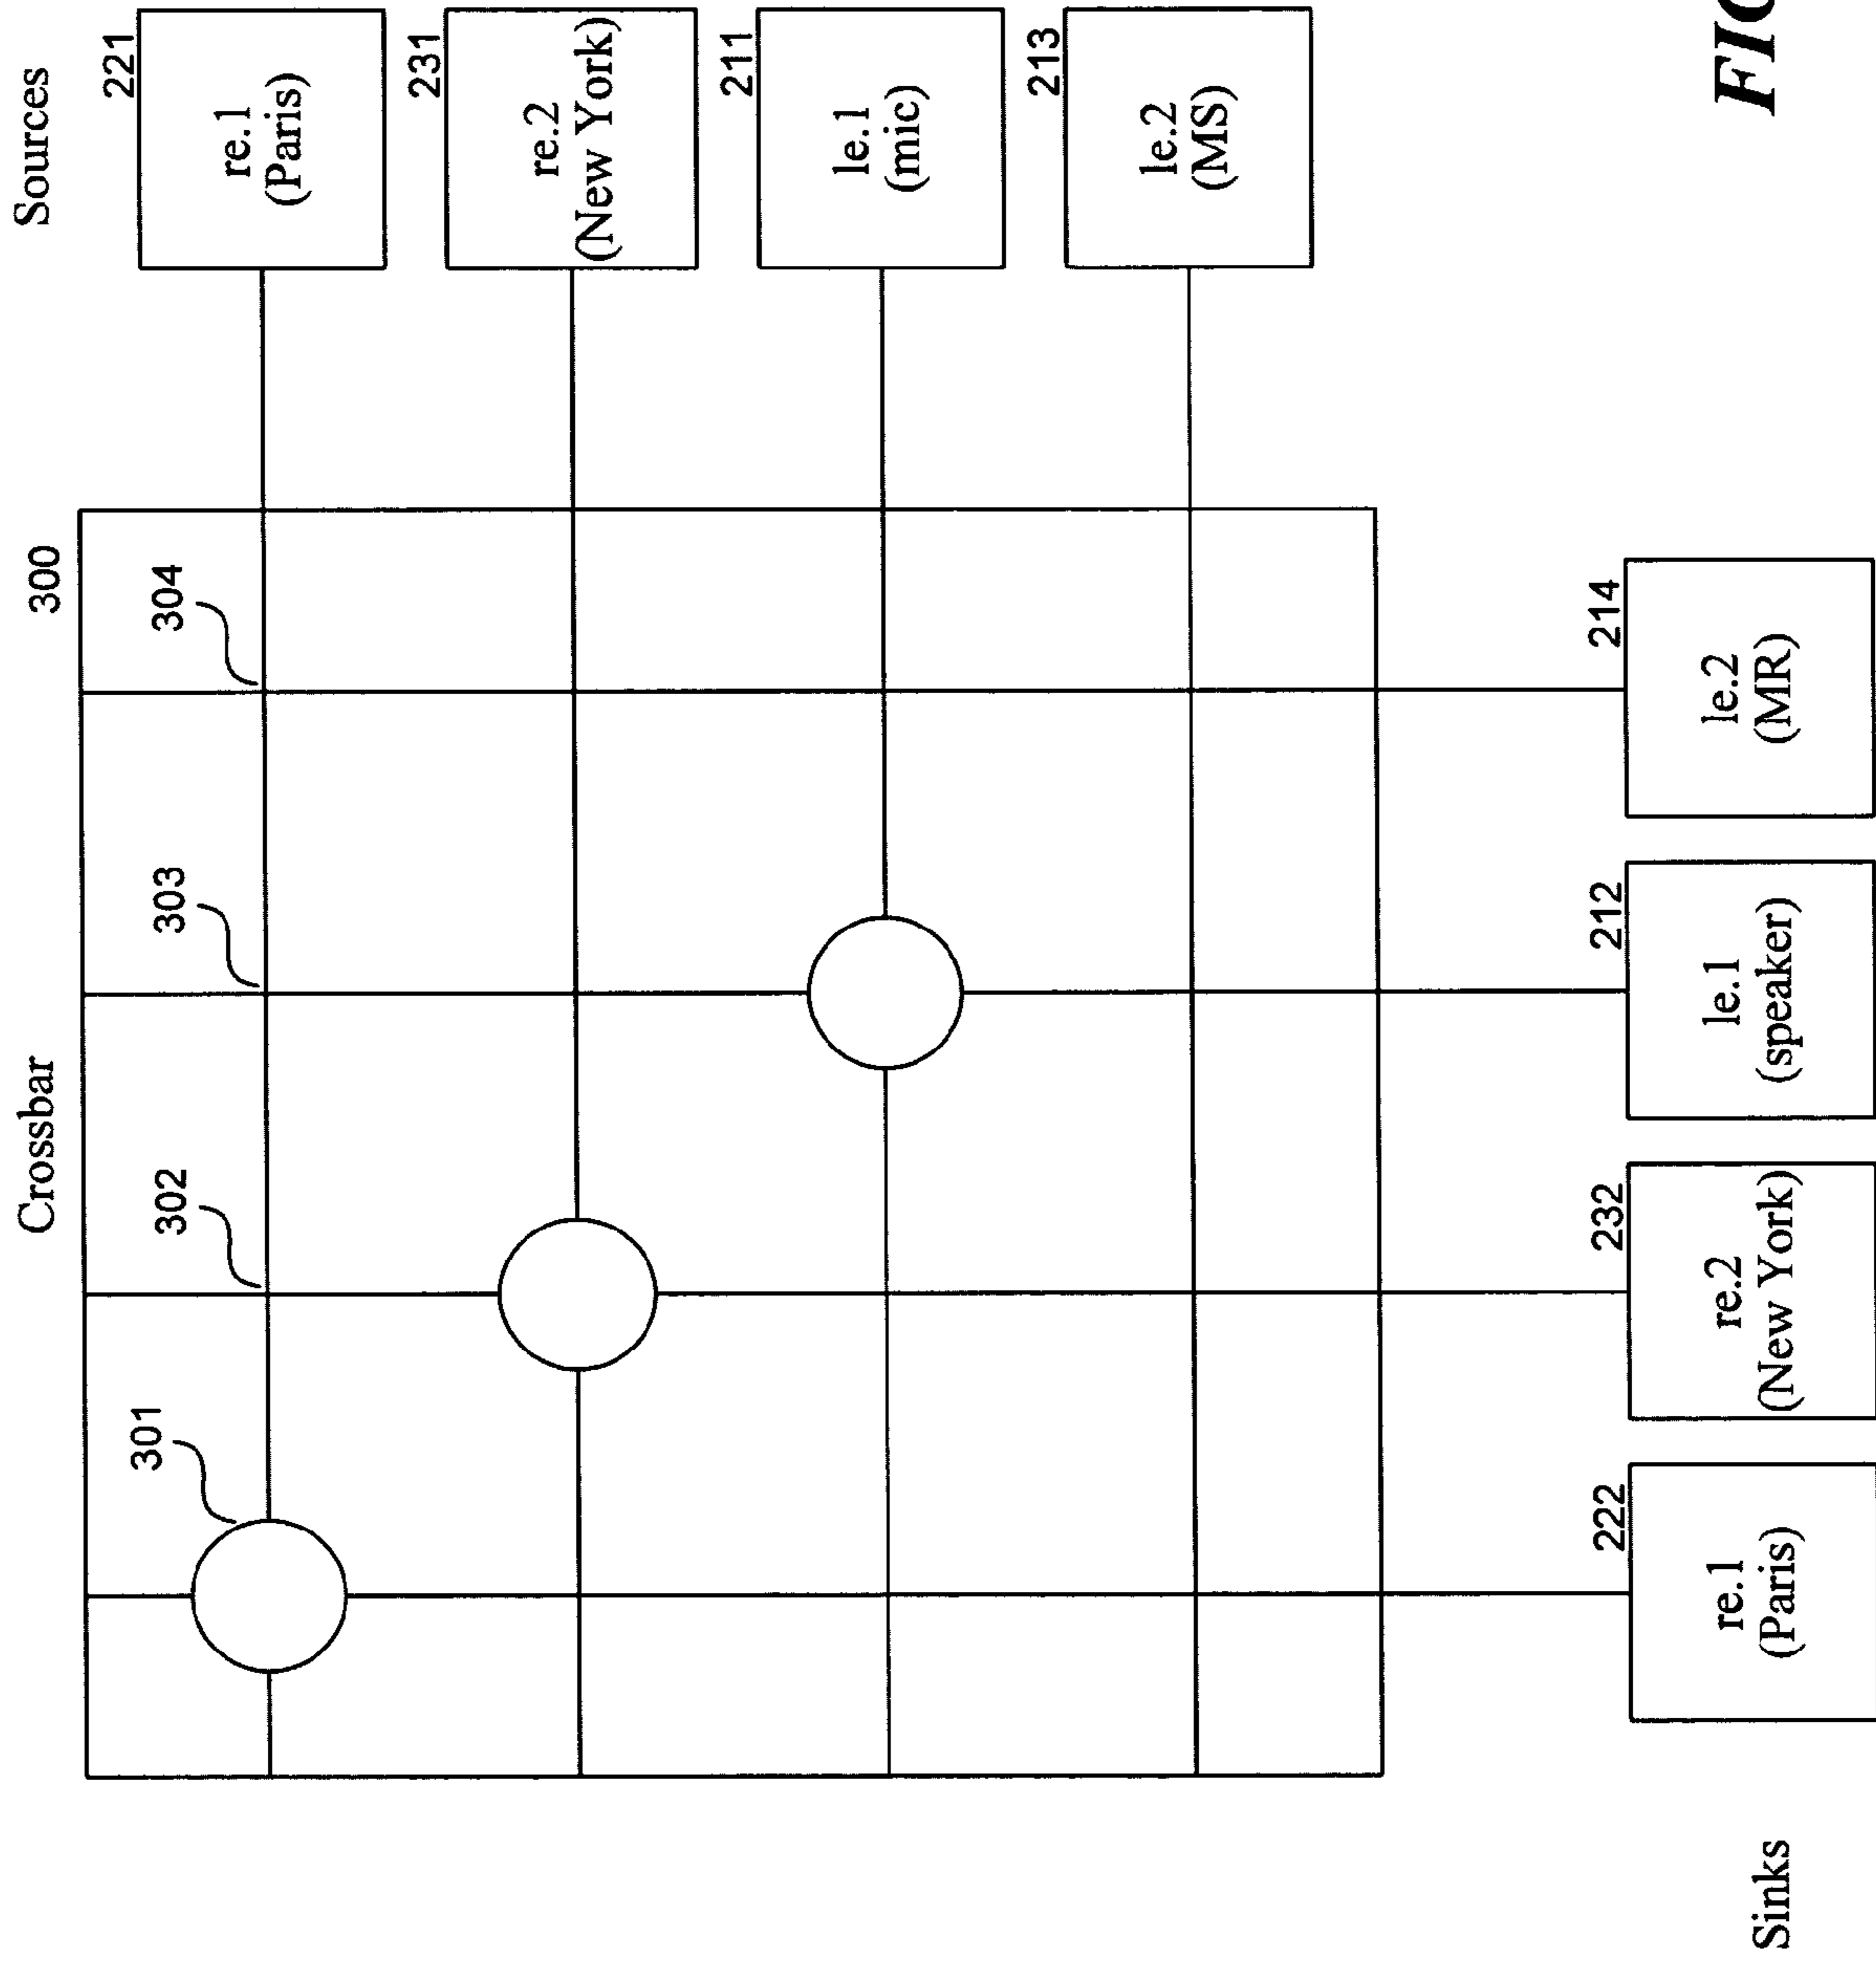 Crossbar
300
Sources
301
302
303
304
221
re.1
(Paris)
231
re.2
(New York)
211
le.1
(mic)
213
le.2
(MS)
Sinks
222
re.1
(Paris)
232
re.2
(New York)
212
le.1
(speaker)
214
le.2
(MR)